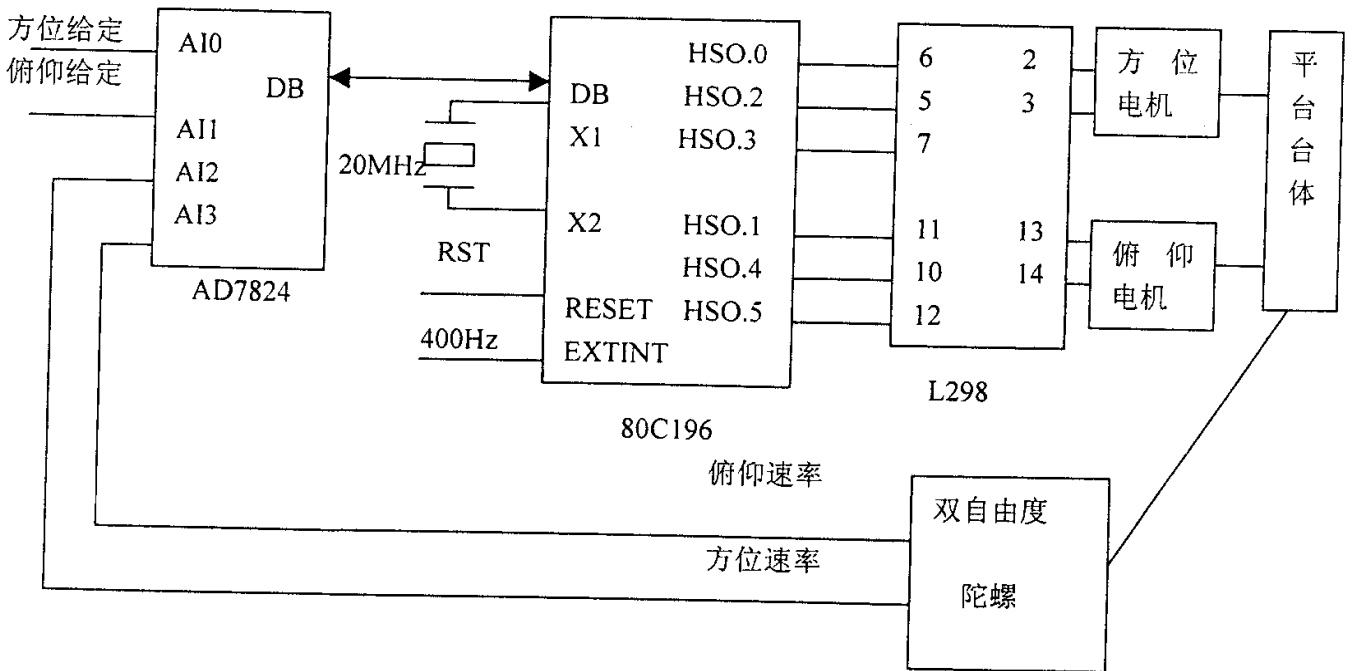 方位给定
俯仰给定
AI0
DB
AI1
AI2
AI3
AD7824
20MHz
RST
400Hz
DB
X1
X2
RESET
EXTINT
HSO.0
HSO.2
HSO.3
HSO.1
HSO.4
HSO.5
80C196
6
5
7
11
10
12
2
3
13
14
L298
方位
电机
俯仰
电机
平
台
台
体
俯仰速率
方位速率
双自由度
陀螺